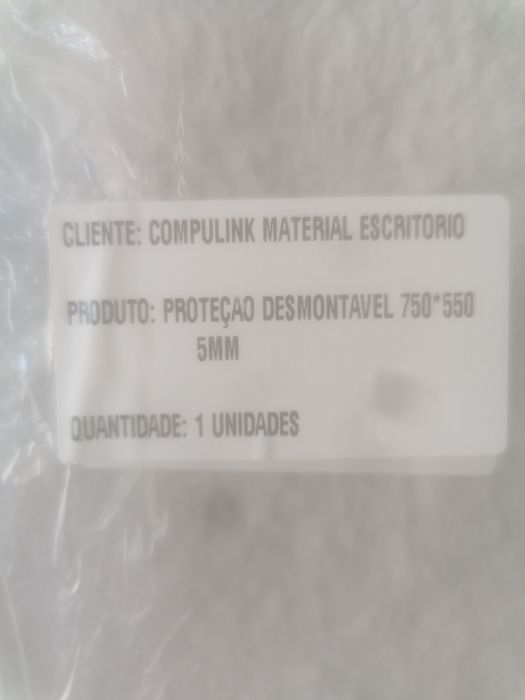 CLIENTE: COMPULINK MATERIAL ESCRITORIO
PRODUTO: PROTEÇAO DESMONTAVEL 750*550
5MM
QUANTIDADE: 1 UNIDADES